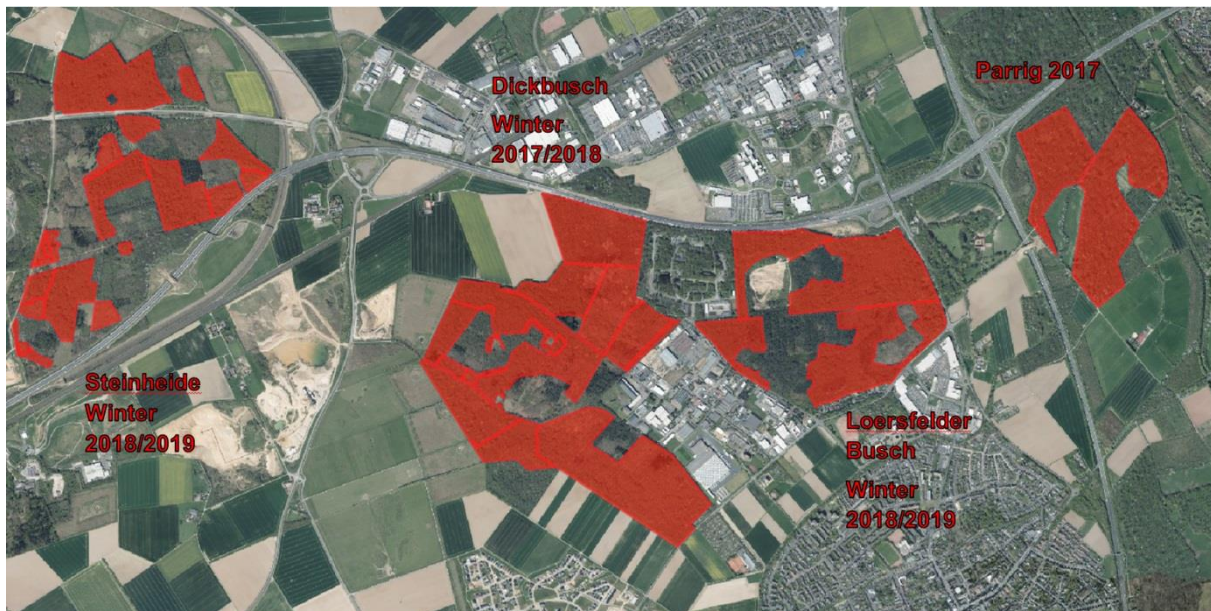 Dickbusch
Winter
2017/2018
Parrig 2017
Steinheide
Winter
2018/2019
Loersfelder
Busch
Winter
2018/2019